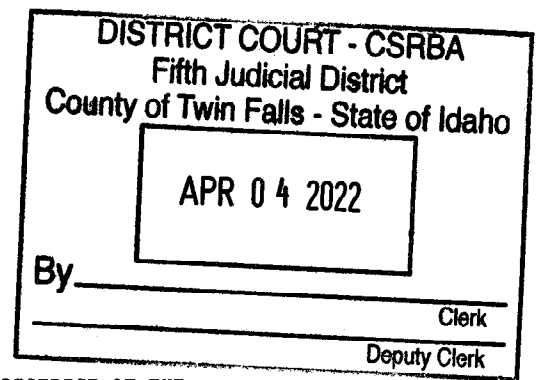 DISTRICT COURT - CSRBA
Fifth Judicial District
County of Twin Falls - State of Idaho
APR 04 2022
By
Clerk
Deputy Clerk